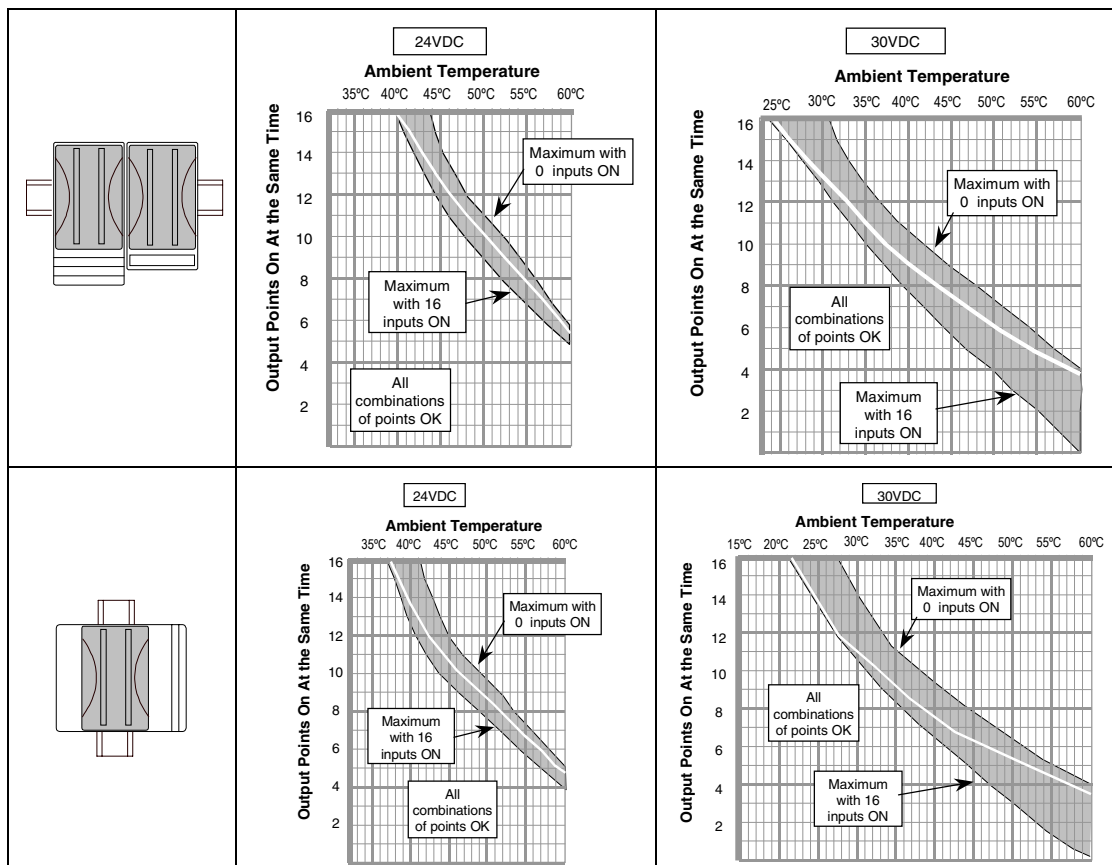 24VDC
Ambient Temperature
35ºC 40ºC 45ºC 50ºC 55ºC 60ºC
Output Points On At the Same Time
16
14
12
10
8
6
4
2
Maximum with
0 inputs ON
Maximum
with 16
inputs ON
All
combinations
of points OK
30VDC
Ambient Temperature
25ºC 30ºC 35ºC 40ºC 45ºC 50ºC 55ºC 60ºC
Output Points On At the Same Time
16
14
12
10
8
6
4
2
Maximum with
0 inputs ON
All
combinations
of points OK
Maximum
with 16
inputs ON
24VDC
Ambient Temperature
35ºC 40ºC 45ºC 50ºC 55ºC 60ºC
Output Points On At the Same Time
16
14
12
10
8
6
4
2
Maximum with
0 inputs ON
Maximum
with 16
inputs ON
All
combinations
of points OK
30VDC
Ambient Temperature
15ºC 20ºC 25ºC 30ºC 35ºC 40ºC 45ºC 50ºC 55ºC 60ºC
Output Points On At the Same Time
16
14
12
10
8
6
4
2
Maximum with
0 inputs ON
All
combinations
of points OK
Maximum
with 16
inputs ON